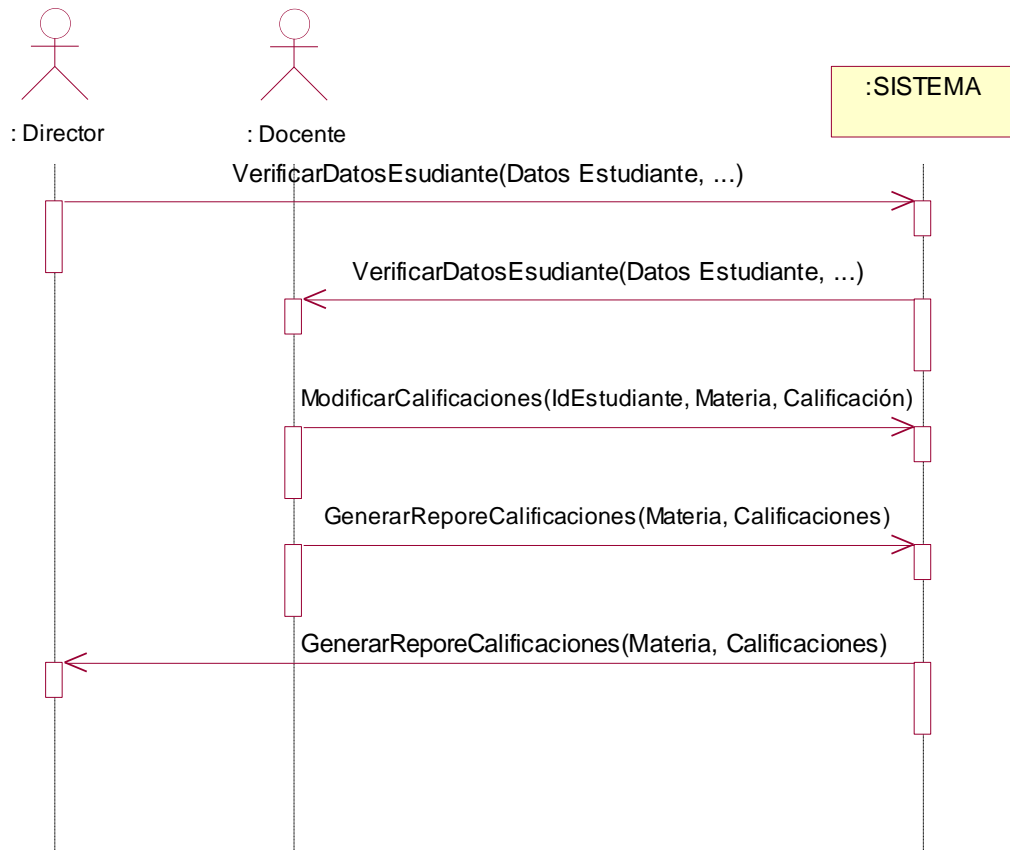 :SISTEMA
: Director
: Docente
VerificarDatosEsudiante(Datos Estudiante, ...)
VerificarDatosEsudiante(Datos Estudiante, ...)
ModificarCalificaciones(IdEstudiante, Materia, Calificación)
GenerarReporeCalificaciones(Materia, Calificaciones)
GenerarReporeCalificaciones(Materia, Calificaciones)